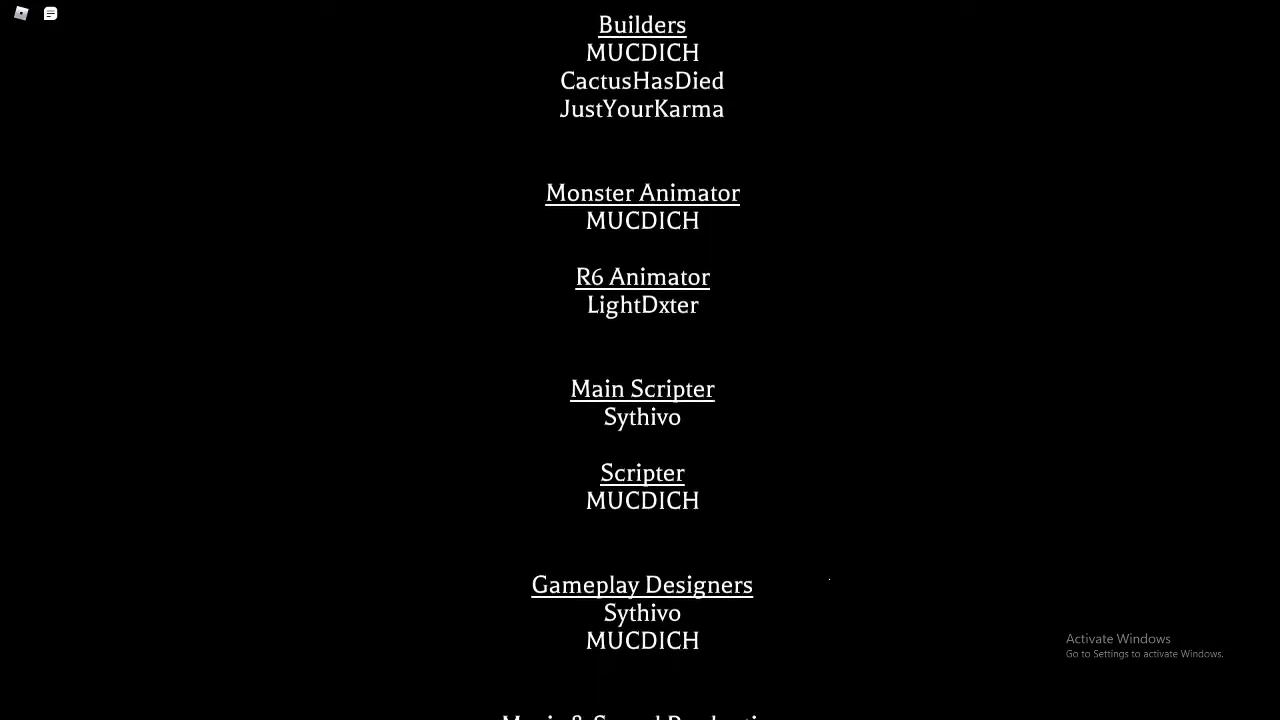 Builders
MUCDICH
CactusHasDied
JustYourKarma
Monster Animator
MUCDICH
R6 Animator
LightDxter
Main Scripter
Sythivo
Scripter
MUCDICH
Gameplay Designers
Sythivo
MUCDICH
Activate Windows
Go to Settings to activate Windows.